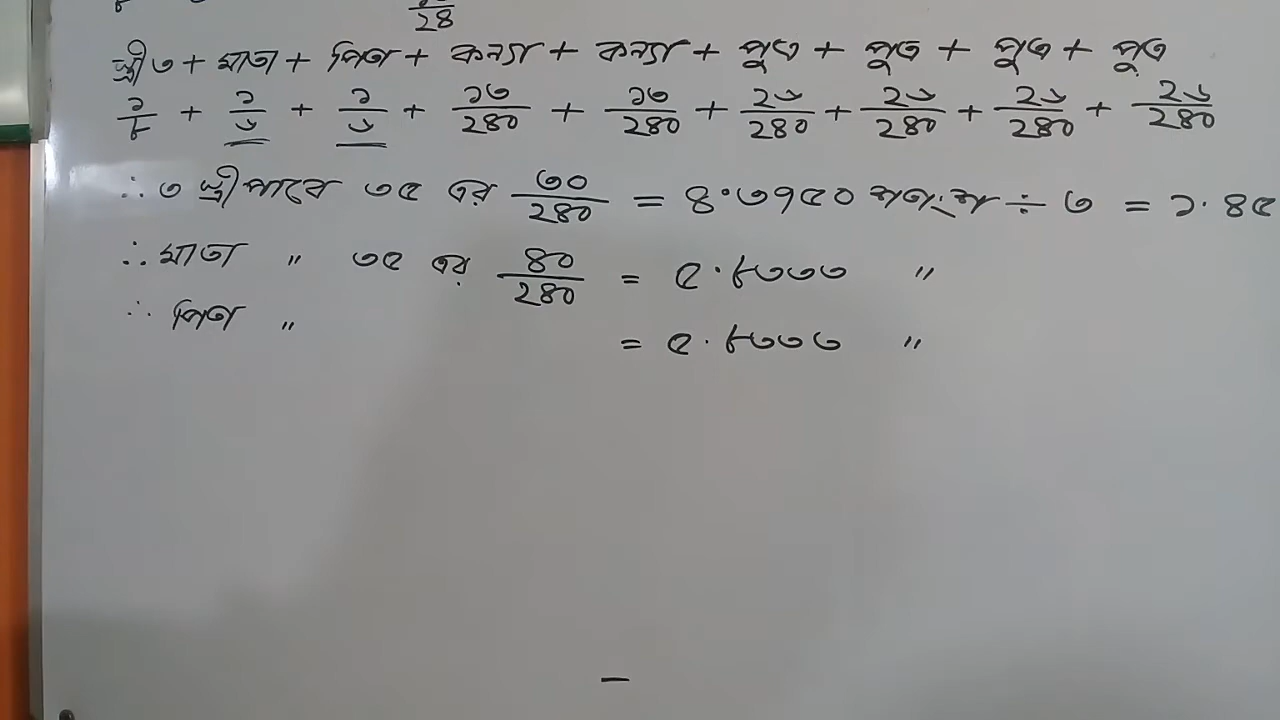 ২৪
স্ত্রী ৩ + মাতা + পিতা + কন্যা + কন্যা + পুত্র + পুত্র + পুত্র + পুত্র
১/৮ + ১/৬ + ১/৬ + ১৩/২৪০ + ১৩/২৪০ + ২৬/২৪০ + ২৬/২৪০ + ২৬/২৪০ + ২৬/২৪০
∴ ৩ স্ত্রী পাবে ৩৫ এর ৩০/২৪০ = ৪.৩৭৫০ শতাংশ ÷ ৩ = ১.৪৫
∴ মাতা " ৩৫ এর ৪০/২৪০ = ৫.৮৩৩৩ "
∴ পিতা " = ৫.৮৩৩৩ "